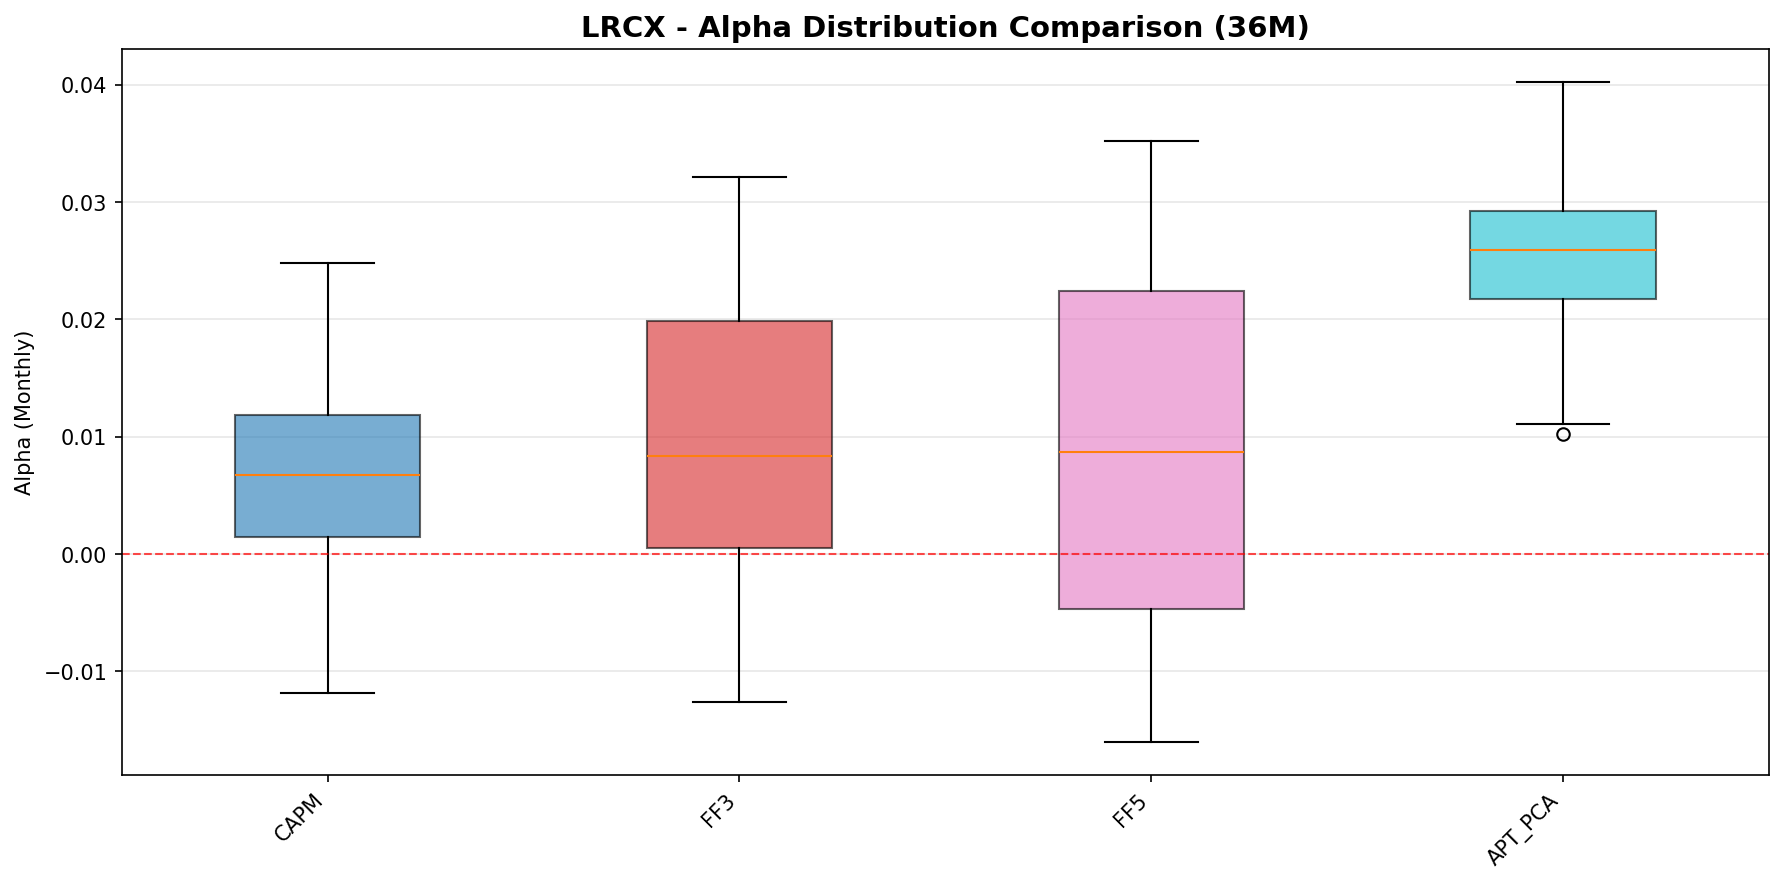 LRCX - Alpha Distribution Comparison (36M)
Alpha (Monthly)
0.04
0.03
0.02
0.01
0.00
−0.01
CAPM
FF3
FF5
APT_PCA